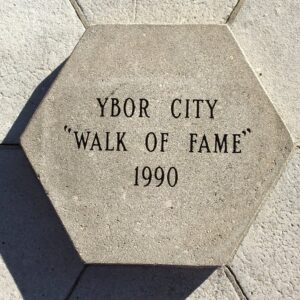 YBOR CITY
"WALK OF FAME"
1990